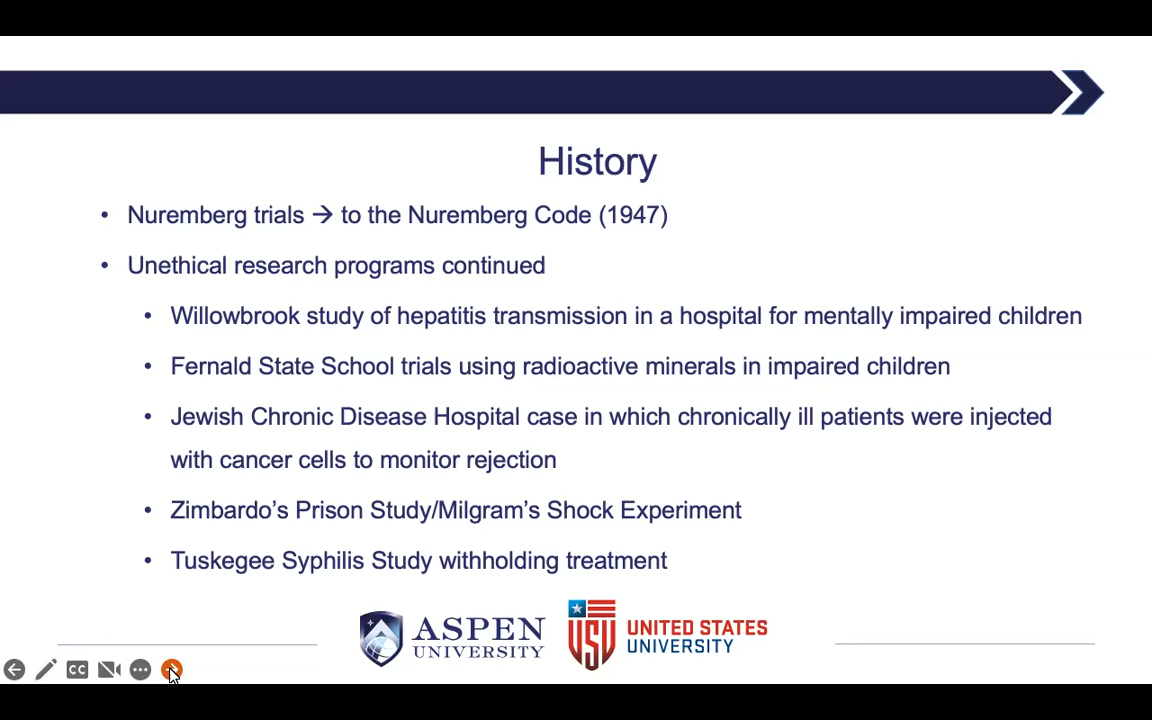 History
• Nuremberg trials → to the Nuremberg Code (1947)
• Unethical research programs continued
• Willowbrook study of hepatitis transmission in a hospital for mentally impaired children
• Fernald State School trials using radioactive minerals in impaired children
• Jewish Chronic Disease Hospital case in which chronically ill patients were injected
with cancer cells to monitor rejection
• Zimbardo’s Prison Study/Milgram’s Shock Experiment
• Tuskegee Syphilis Study withholding treatment
ASPEN
UNIVERSITY
USU
UNITED STATES
UNIVERSITY
CC